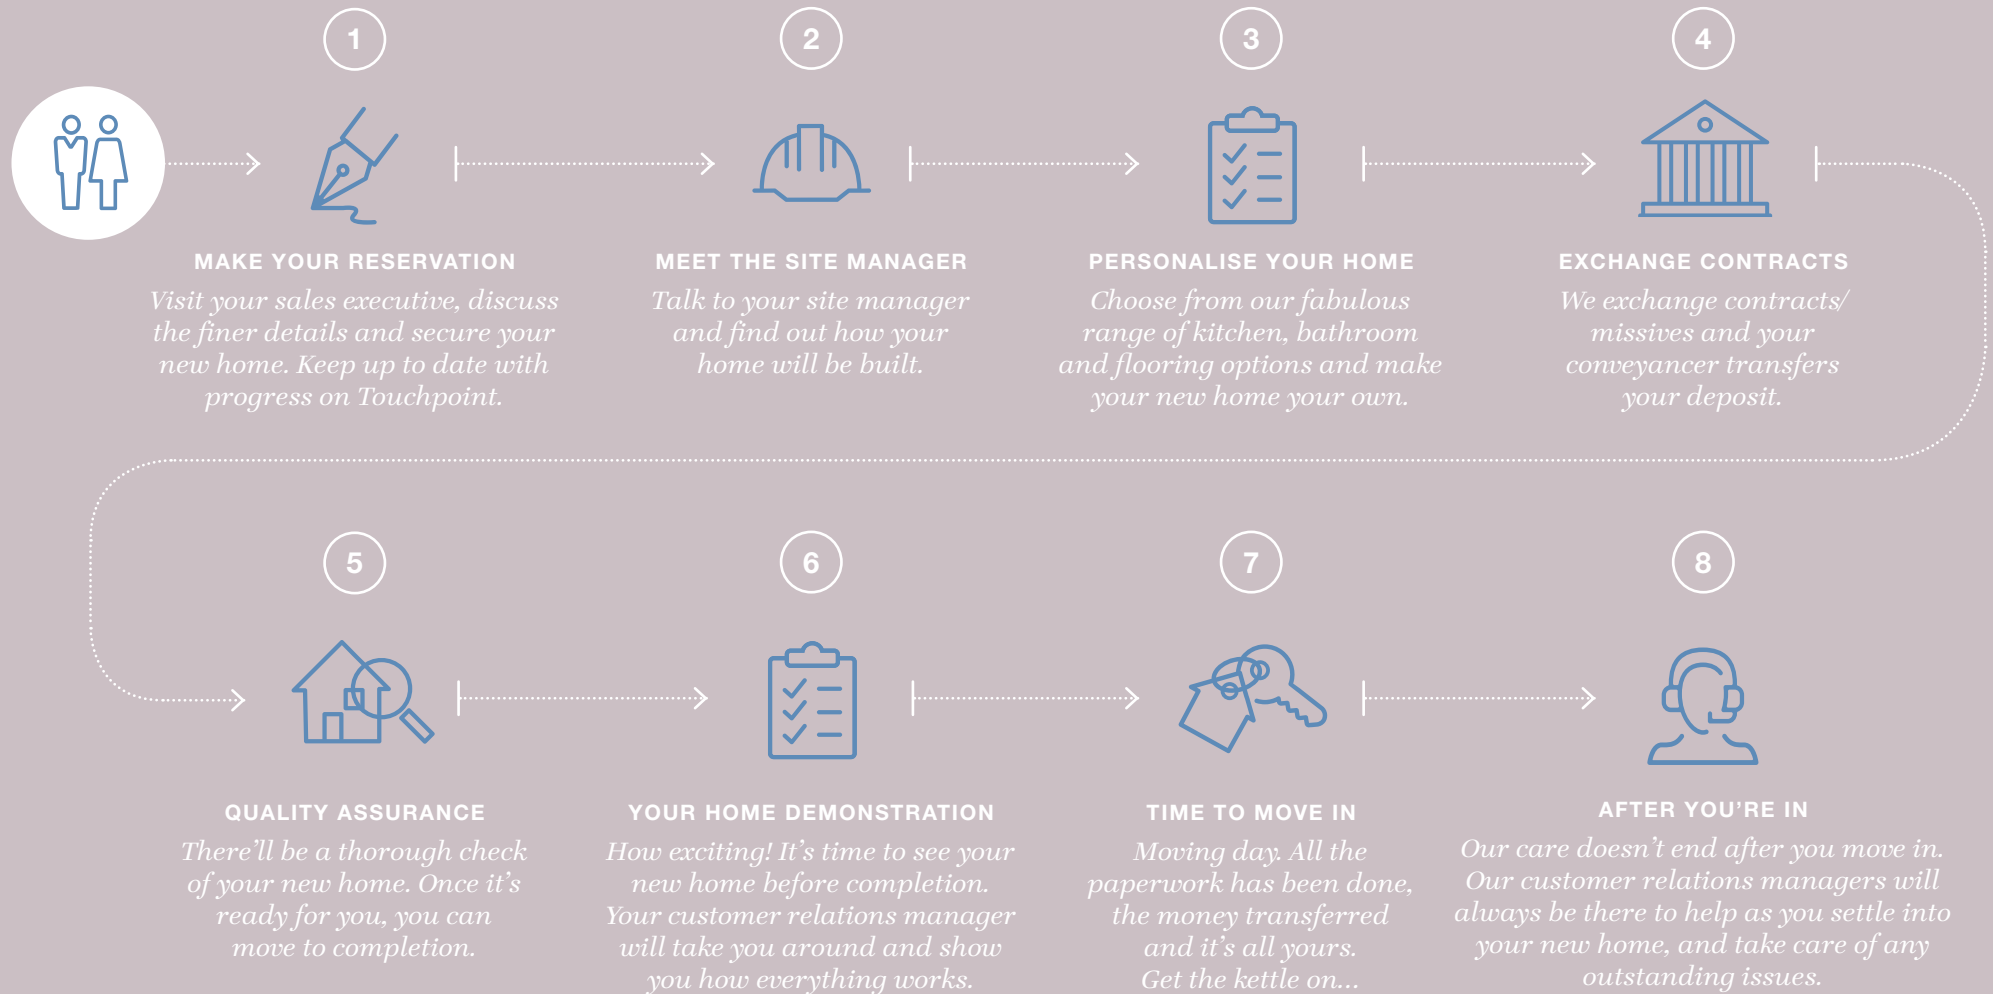 1
MAKE YOUR RESERVATION
Visit your sales executive, discuss
the finer details and secure your
new home. Keep up to date with
progress on Touchpoint.
2
MEET THE SITE MANAGER
Talk to your site manager
and find out how your
home will be built.
3
PERSONALISE YOUR HOME
Choose from our fabulous
range of kitchen, bathroom
and flooring options and make
your new home your own.
4
EXCHANGE CONTRACTS
We exchange contracts/
missives and your
conveyancer transfers
your deposit.
5
QUALITY ASSURANCE
There’ll be a thorough check
of your new home. Once it’s
ready for you, you can
move to completion.
6
YOUR HOME DEMONSTRATION
How exciting! It’s time to see your
new home before completion.
Your customer relations manager
will take you around and show
you how everything works.
7
TIME TO MOVE IN
Moving day. All the
paperwork has been done,
the money transferred
and it’s all yours.
Get the kettle on...
8
AFTER YOU’RE IN
Our care doesn’t end after you move in.
Our customer relations managers will
always be there to help as you settle into
your new home, and take care of any
outstanding issues.